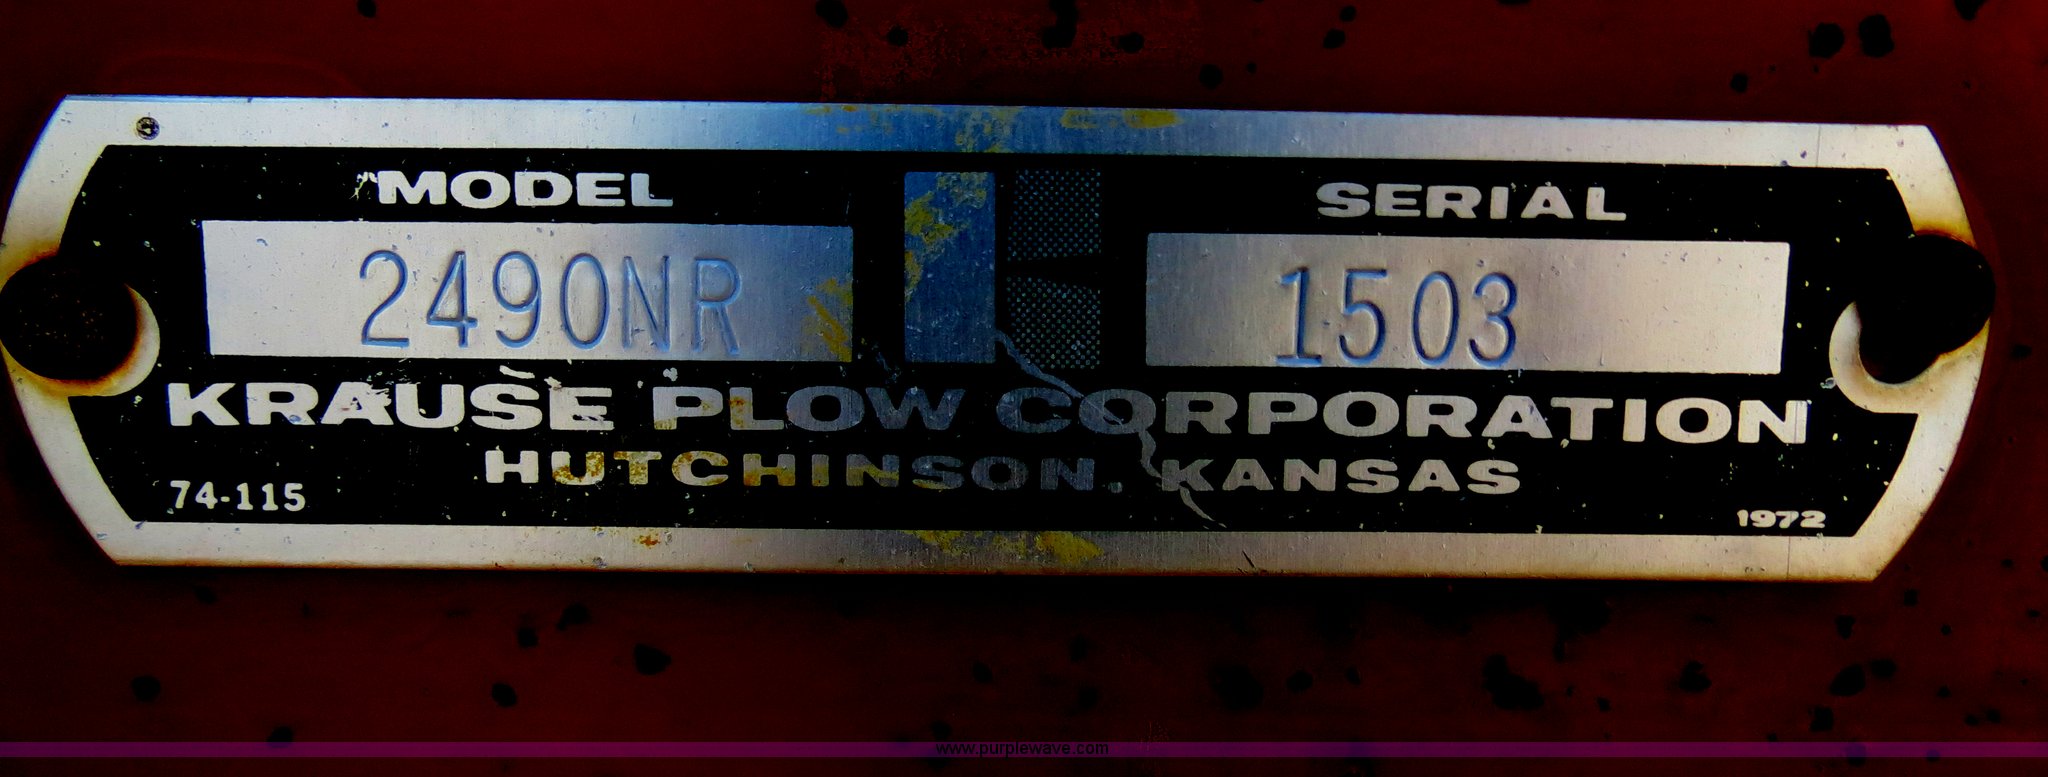 MODEL
SERIAL
2490NR
1503
KRAUSE PLOW CORPORATION
HUTCHINSON, KANSAS
74-115
1972
www.purplewave.com